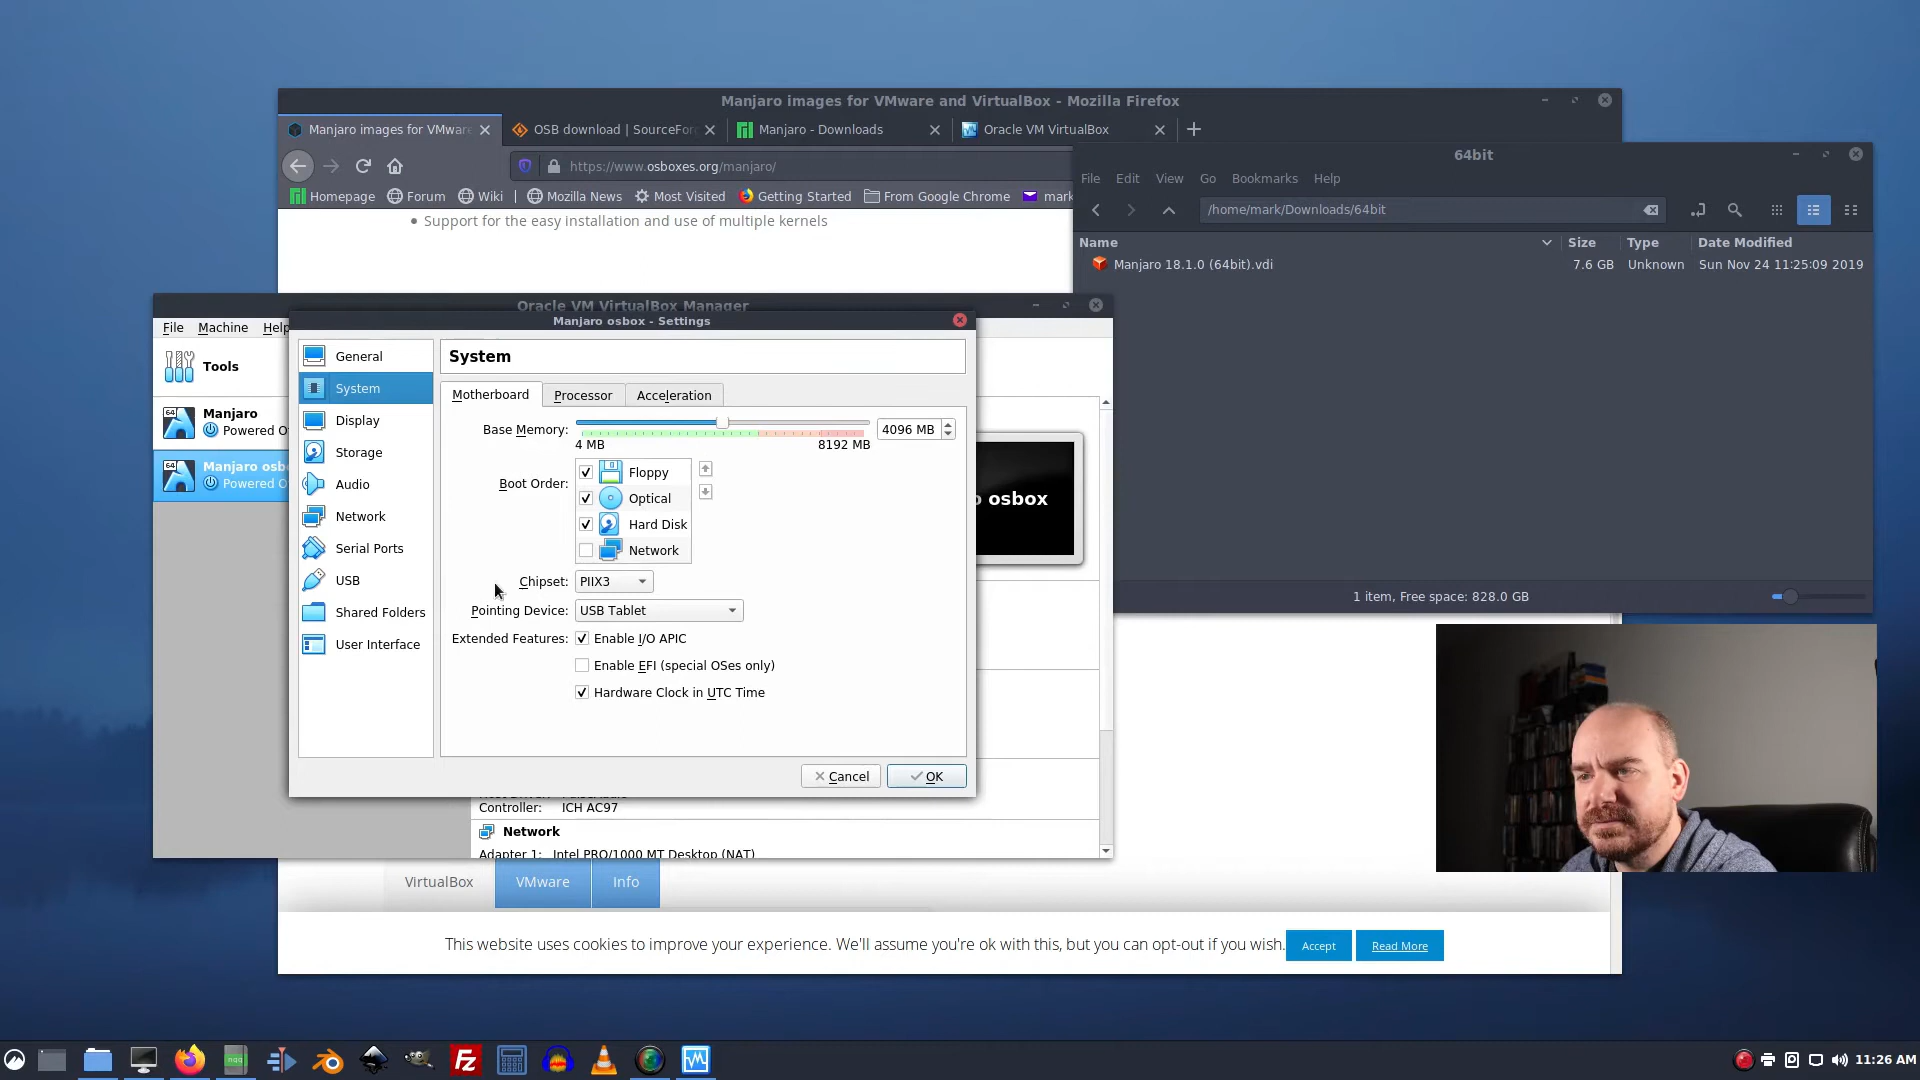 Manjaro images for VMware and VirtualBox - Mozilla Firefox
Manjaro images for VMware
OSB download | SourceFor
Manjaro - Downloads
Oracle VM VirtualBox
https://www.osboxes.org/manjaro/
Homepage
Forum
Wiki
Mozilla News
Most Visited
Getting Started
From Google Chrome
mark
Support for the easy installation and use of multiple kernels
64bit
File Edit View Go Bookmarks Help
/home/mark/Downloads/64bit
Name Size Type Date Modified
Manjaro 18.1.0 (64bit).vdi 7.6 GB Unknown Sun Nov 24 11:25:09 2019
1 item, Free space: 828.0 GB
Oracle VM VirtualBox Manager
File Machine Help
Tools
64
Manjaro
Powered O
64
Manjaro osb
Powered O
Manjaro osbox - Settings
General
System
Display
Storage
Audio
Network
Serial Ports
USB
Shared Folders
User Interface
System
Motherboard Processor Acceleration
Base Memory: 4096 MB
4 MB 8192 MB
Boot Order:
Floppy
Optical
Hard Disk
Network
Chipset: PIIX3
Pointing Device: USB Tablet
Extended Features: Enable I/O APIC
Enable EFI (special OSes only)
Hardware Clock in UTC Time
Cancel OK
o osbox
Controller: ICH AC97
Network
Adapter 1: Intel PRO/1000 MT Desktop (NAT)
VirtualBox VMware Info
This website uses cookies to improve your experience. We'll assume you're ok with this, but you can opt-out if you wish. Accept Read More
nqq
Fz
11:26 AM